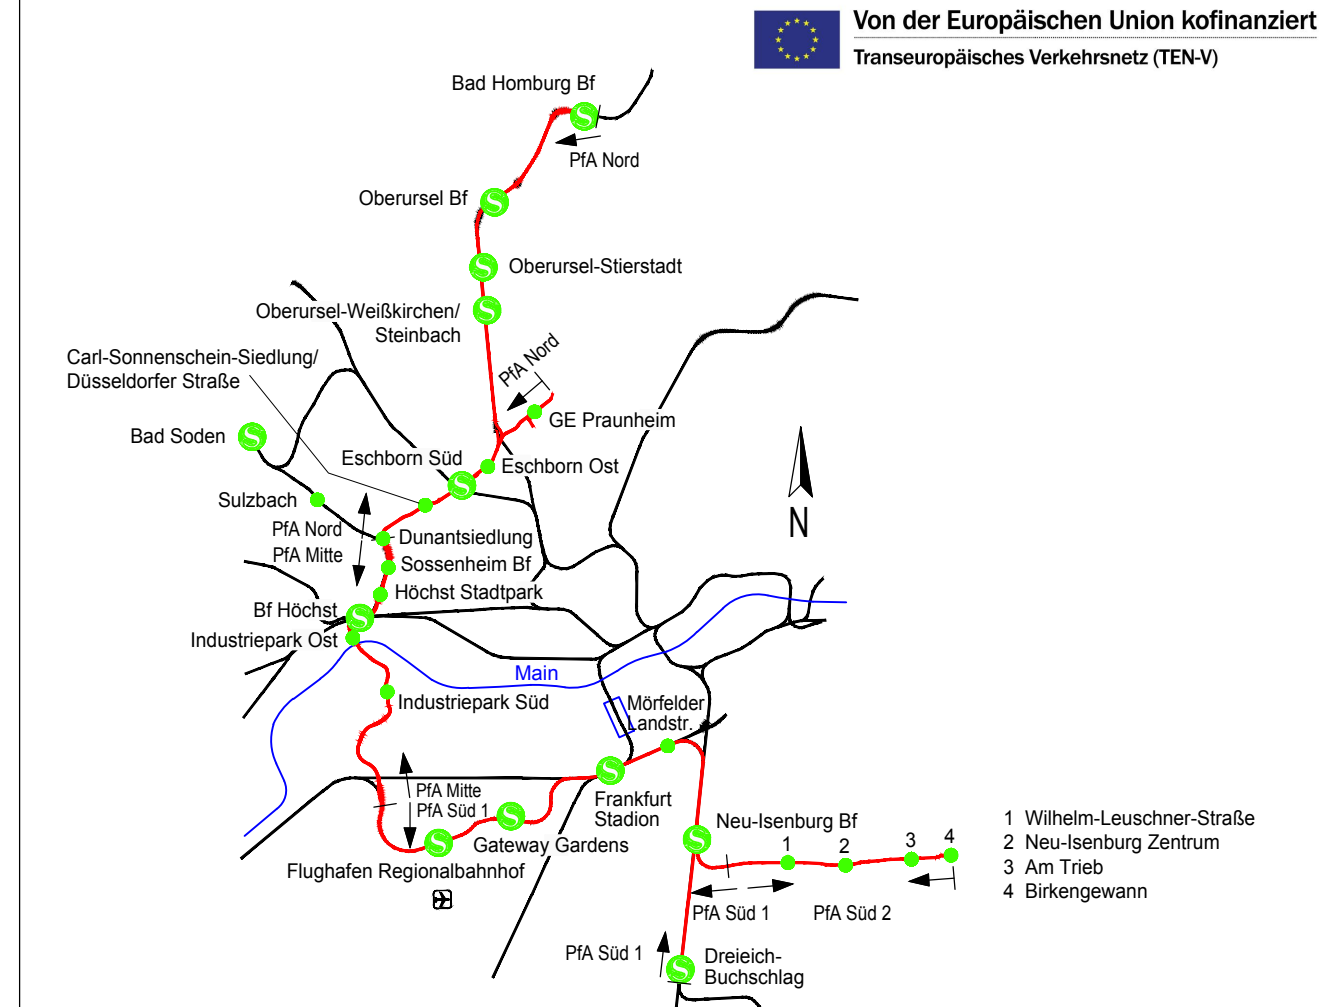 Von der Europäischen Union kofinanziert
Transeuropäisches Verkehrsnetz (TEN-V)
Bad Homburg Bf
PfA Nord
Oberursel Bf
Oberursel-Stierstadt
Oberursel-Weißkirchen/
Steinbach
Carl-Sonnenschein-Siedlung/
Düsseldorfer Straße
PfA Nord
GE Praunheim
Bad Soden
Eschborn Süd
Eschborn Ost
Sulzbach
PfA Nord
PfA Mitte
Dunantsiedlung
Sossenheim Bf
Höchst Stadtpark
Bf Höchst
Industriepark Ost
N
Main
Industriepark Süd
Mörfelder
Landstr.
PfA Mitte
PfA Süd 1
Frankfurt
Stadion
Gateway Gardens
Flughafen Regionalbahnhof
Neu-Isenburg Bf
1
2
3
4
PfA Süd 1
PfA Süd 2
PfA Süd 1
Dreieich-
Buchschlag
1 Wilhelm-Leuschner-Straße
2 Neu-Isenburg Zentrum
3 Am Trieb
4 Birkengewann